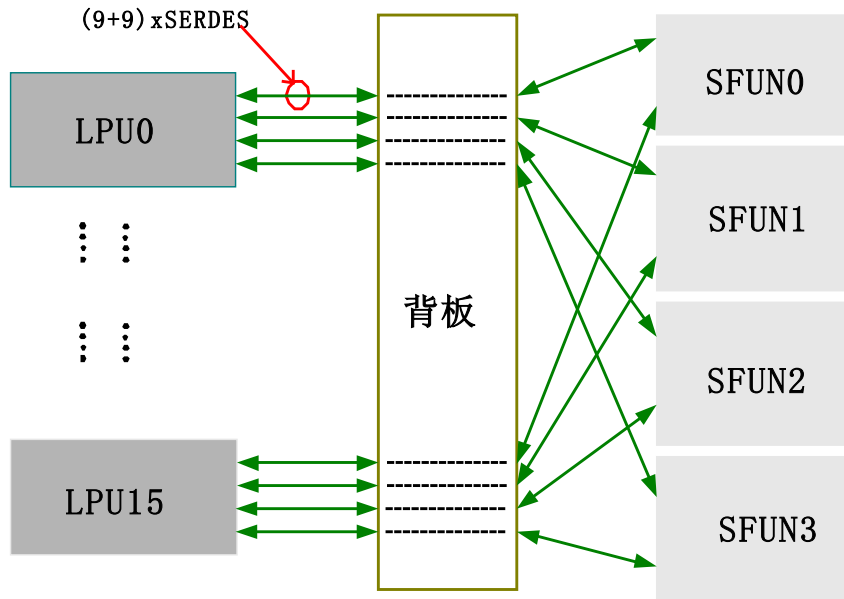 (9+9)xSERDES
LPU0
SFUN0
SFUN1
背板
SFUN2
LPU15
SFUN3